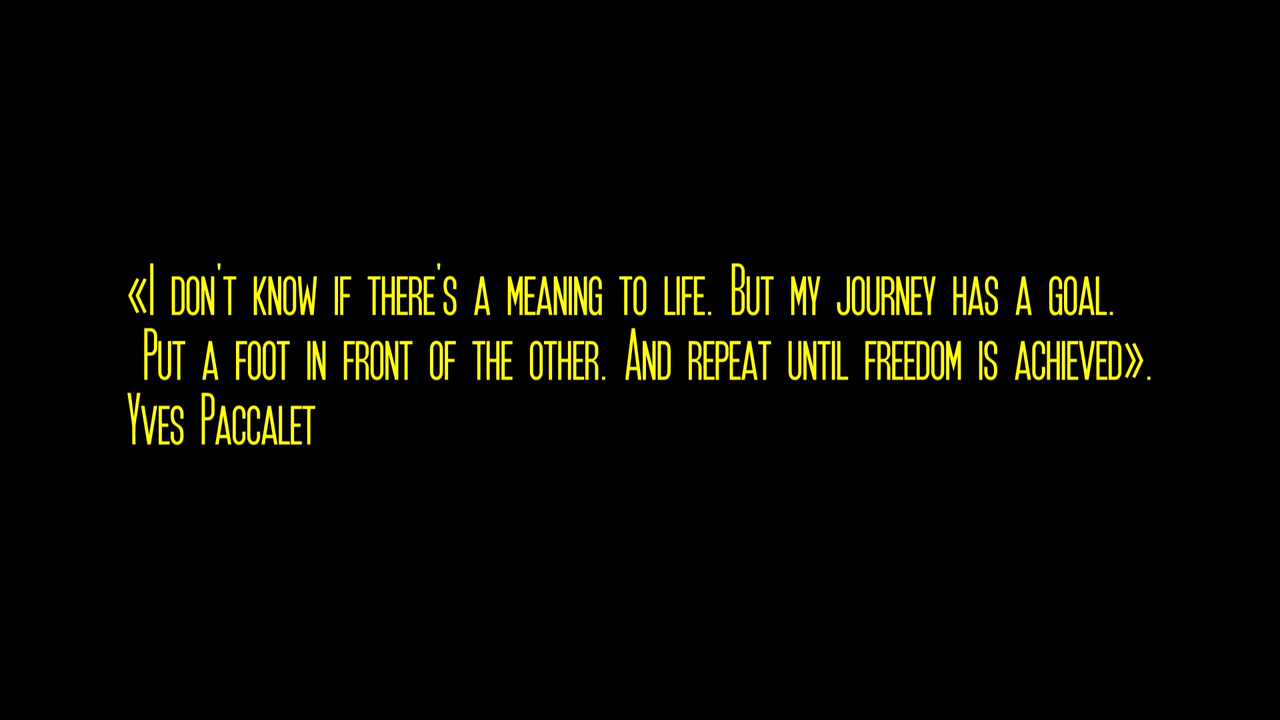 «I don't know if there's a meaning to life. But my journey has a goal.
Put a foot in front of the other. And repeat until freedom is achieved».
Yves Paccalet